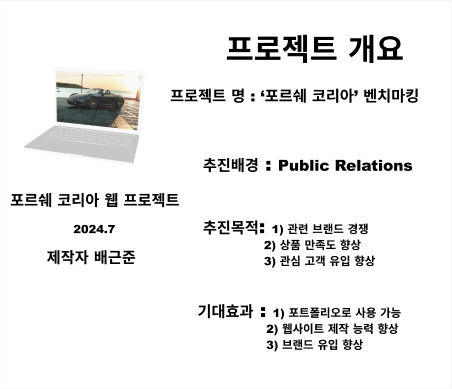 프로젝트 개요
프로젝트 명 : ‘포르쉐 코리아’ 벤치마킹
추진배경 : Public Relations
포르쉐 코리아 웹 프로젝트
2024.7
제작자 배근준
추진목적: 1) 관련 브랜드 경쟁
2) 상품 만족도 향상
3) 관심 고객 유입 향상
기대효과 : 1) 포트폴리오로 사용 가능
2) 웹사이트 제작 능력 향상
3) 브랜드 유입 향상